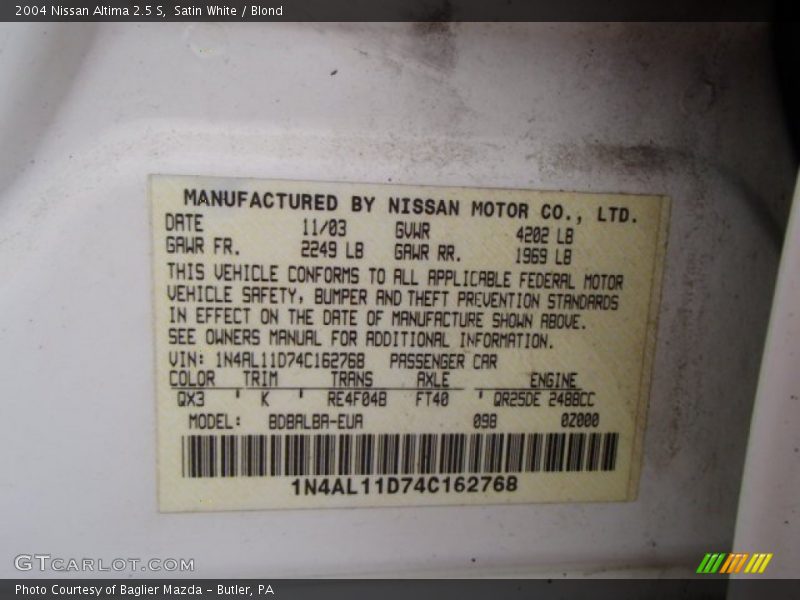 2004 Nissan Altima 2.5 S, Satin White / Blond
MANUFACTURED BY NISSAN MOTOR CO., LTD.
DATE 11/03 GVWR 4202 LB
GAWR FR. 2249 LB GAWR RR. 1969 LB
THIS VEHICLE CONFORMS TO ALL APPLICABLE FEDERAL MOTOR
VEHICLE SAFETY, BUMPER AND THEFT PREVENTION STANDARDS
IN EFFECT ON THE DATE OF MANUFACTURE SHOWN ABOVE.
SEE OWNERS MANUAL FOR ADDITIONAL INFORMATION.
VIN: 1N4AL11D74C162768 PASSENGER CAR
COLOR TRIM TRANS AXLE ENGINE
QX3 ' K ' RE4F04B FT40 ' QR25DE 2488CC
MODEL: BDBALBA-EUA 098 0Z000
1N4AL11D74C162768
GTCARLOT.COM
Photo Courtesy of Baglier Mazda - Butler, PA